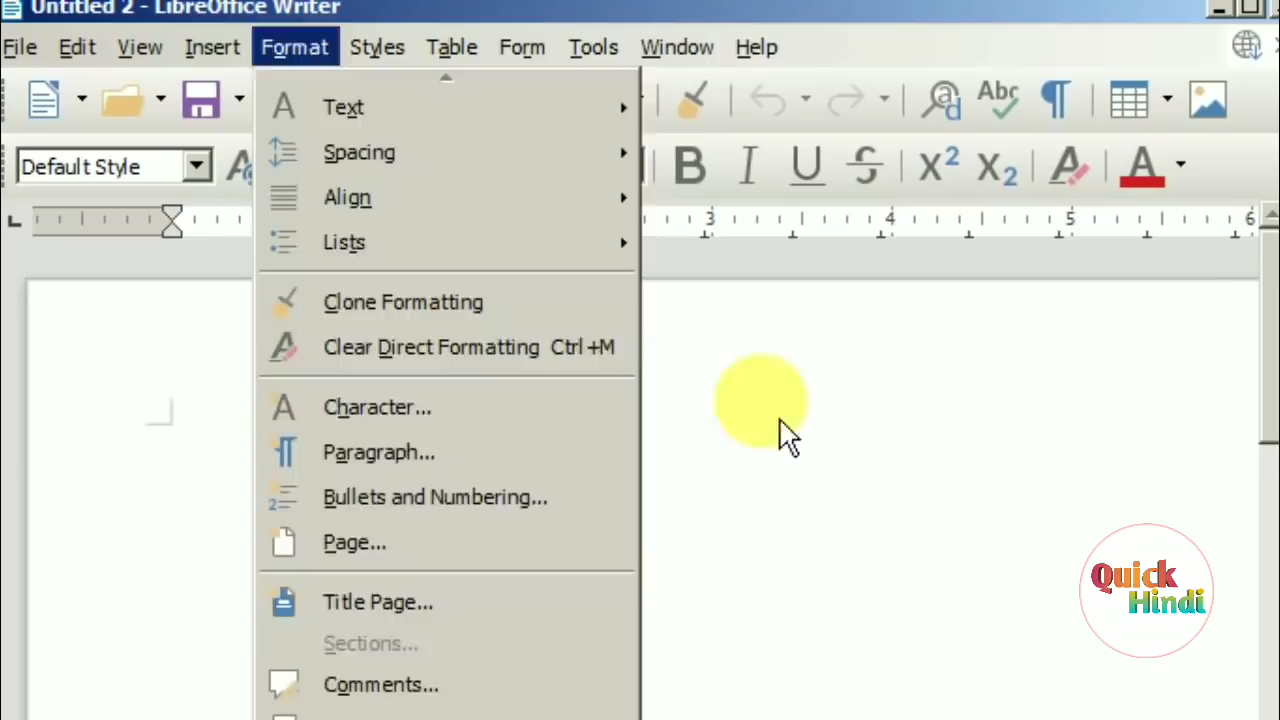 Untitled 2 - LibreOffice Writer
File Edit View Insert Format Styles Table Form Tools Window Help
Abc
Default Style
B I U S X² X₂ A A
3 4 5 6
Text
Spacing
Align
Lists
Clone Formatting
Clear Direct Formatting Ctrl+M
Character...
Paragraph...
Bullets and Numbering...
Page...
Title Page...
Sections...
Comments...
Quick
Hindi